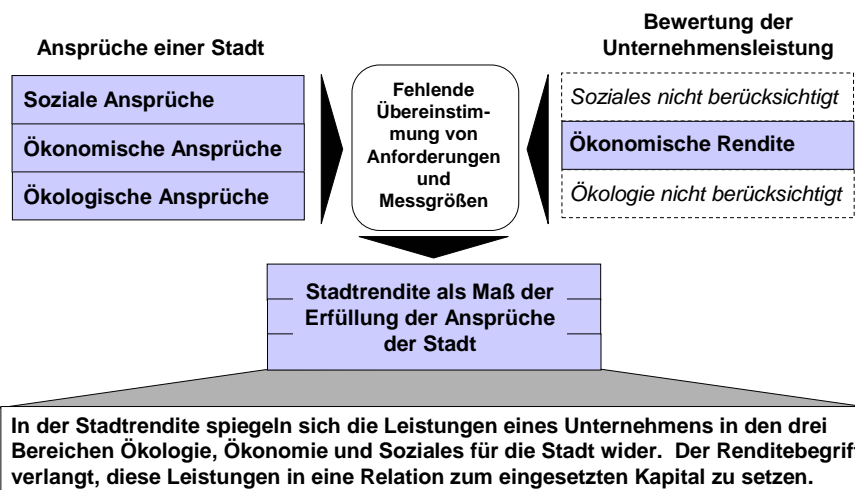 Ansprüche einer Stadt
Soziale Ansprüche
Ökonomische Ansprüche
Ökologische Ansprüche
Fehlende
Übereinstim-
mung von
Anforderungen
und
Messgrößen
Bewertung der
Unternehmensleistung
Soziales nicht berücksichtigt
Ökonomische Rendite
Ökologie nicht berücksichtigt
Stadtrendite als Maß der
Erfüllung der Ansprüche
der Stadt
In der Stadtrendite spiegeln sich die Leistungen eines Unternehmens in den drei
Bereichen Ökologie, Ökonomie und Soziales für die Stadt wider. Der Renditebegriff
verlangt, diese Leistungen in eine Relation zum eingesetzten Kapital zu setzen.